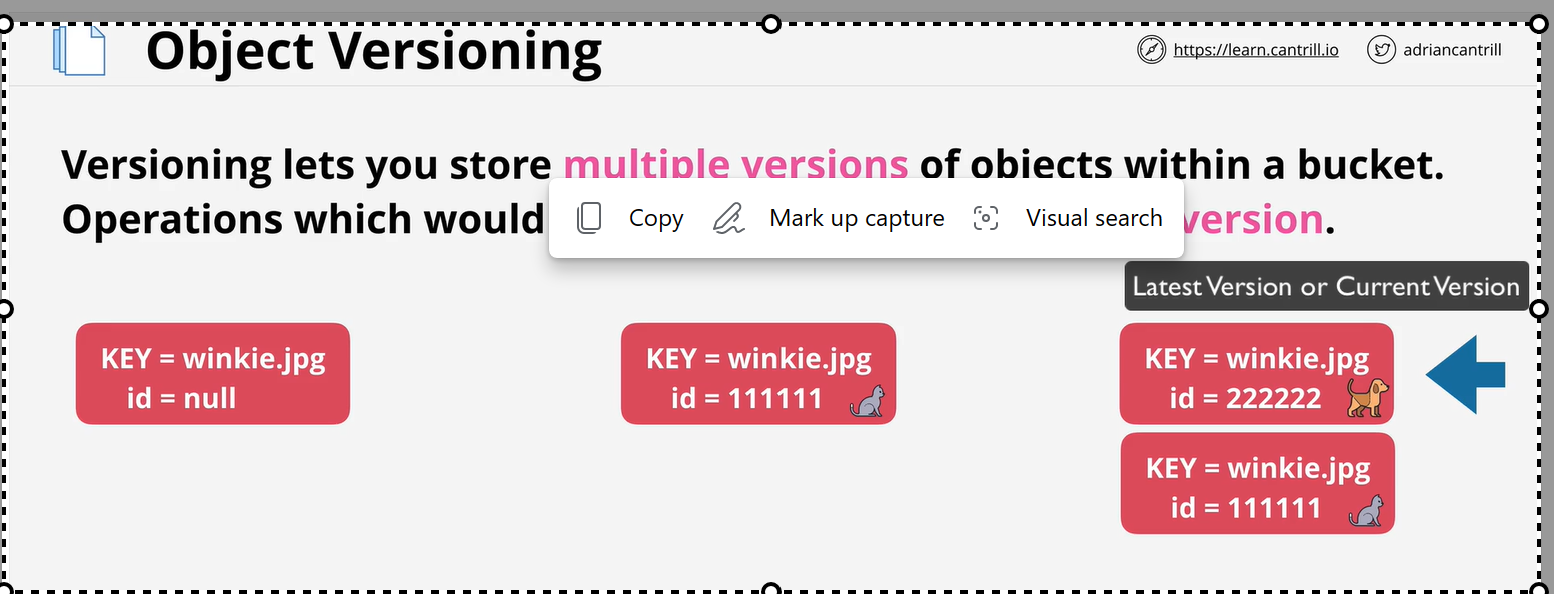 Object Versioning
https://learn.cantrill.io
adriancantrill
Versioning lets you store multiple versions of objects within a bucket.
Operations which would version.
Copy
Mark up capture
Visual search
Latest Version or Current Version
KEY = winkie.jpg
id = null
KEY = winkie.jpg
id = 111111
KEY = winkie.jpg
id = 222222
KEY = winkie.jpg
id = 111111